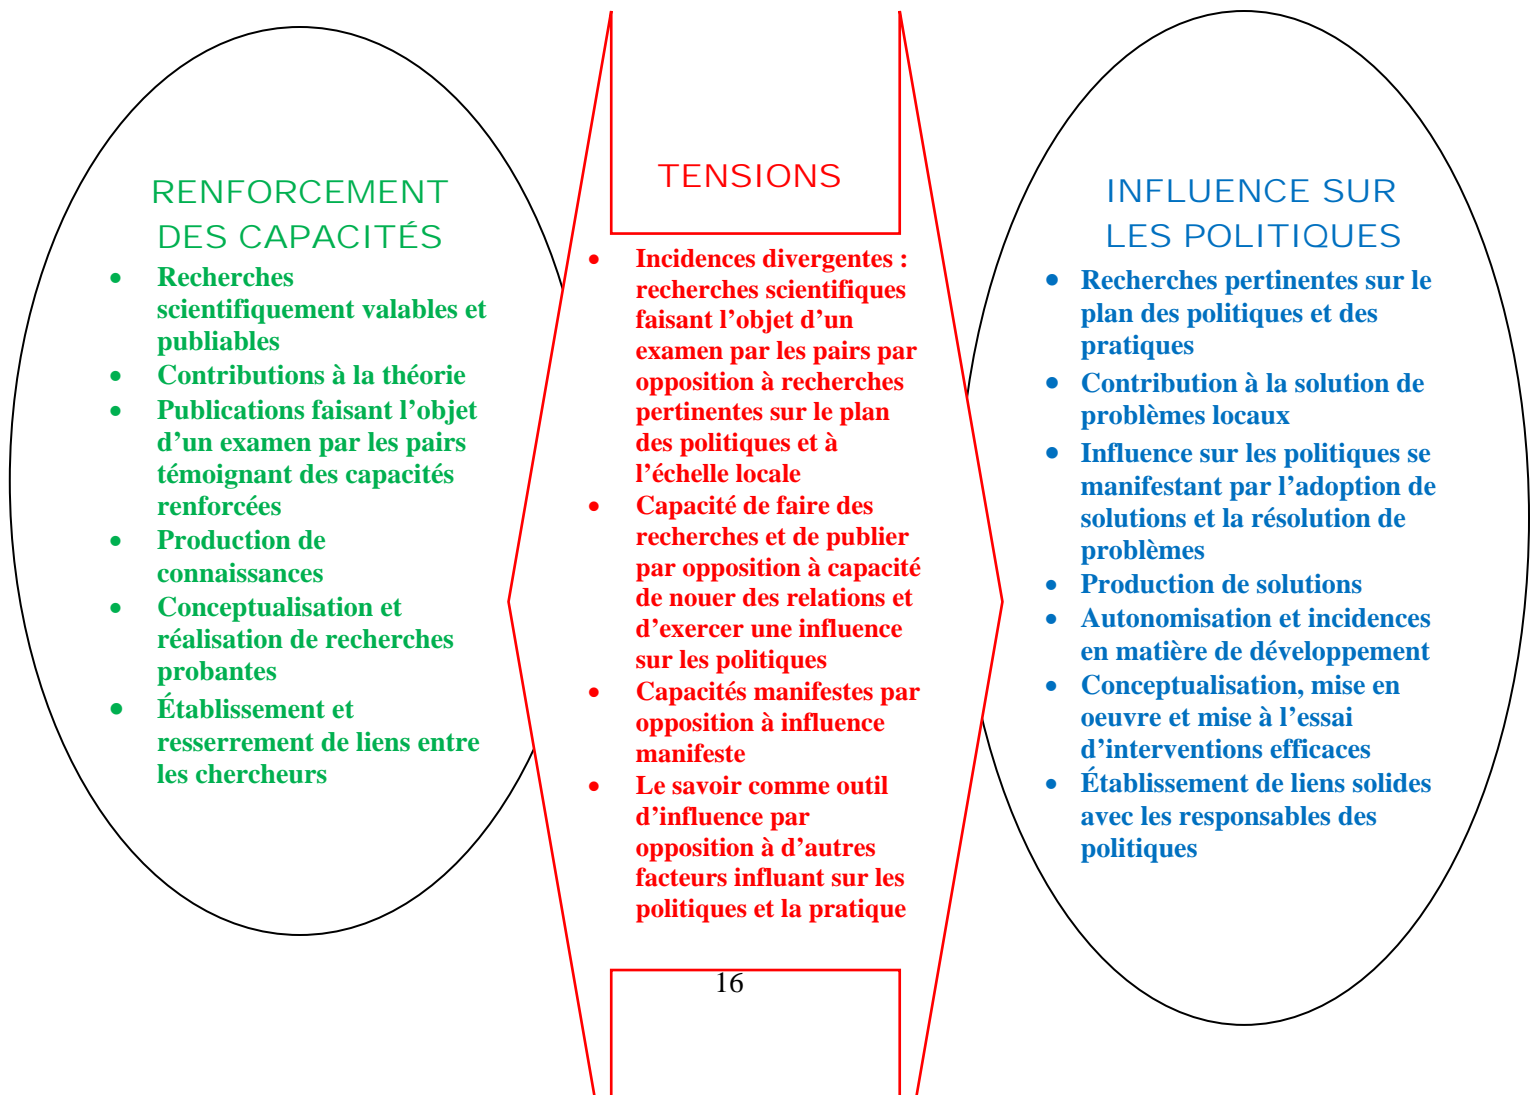 RENFORCEMENT
DES CAPACITÉS
• Recherches
scientifiquement valables et
publiables
• Contributions à la théorie
• Publications faisant l’objet
d’un examen par les pairs
témoignant des capacités
renforcées
• Production de
connaissances
• Conceptualisation et
réalisation de recherches
probantes
• Établissement et
resserrement de liens entre
les chercheurs
TENSIONS
• Incidences divergentes :
recherches scientifiques
faisant l’objet d’un
examen par les pairs par
opposition à recherches
pertinentes sur le plan
des politiques et à
l’échelle locale
• Capacité de faire des
recherches et de publier
par opposition à capacité
de nouer des relations et
d’exercer une influence
sur les politiques
• Capacités manifestes par
opposition à influence
manifeste
• Le savoir comme outil
d’influence par
opposition à d’autres
facteurs influant sur les
politiques et la pratique
INFLUENCE SUR
LES POLITIQUES
• Recherches pertinentes sur le
plan des politiques et des
pratiques
• Contribution à la solution de
problèmes locaux
• Influence sur les politiques se
manifestant par l’adoption de
solutions et la résolution de
problèmes
• Production de solutions
• Autonomisation et incidences
en matière de développement
• Conceptualisation, mise en
oeuvre et mise à l’essai
d’interventions efficaces
• Établissement de liens solides
avec les responsables des
politiques
16